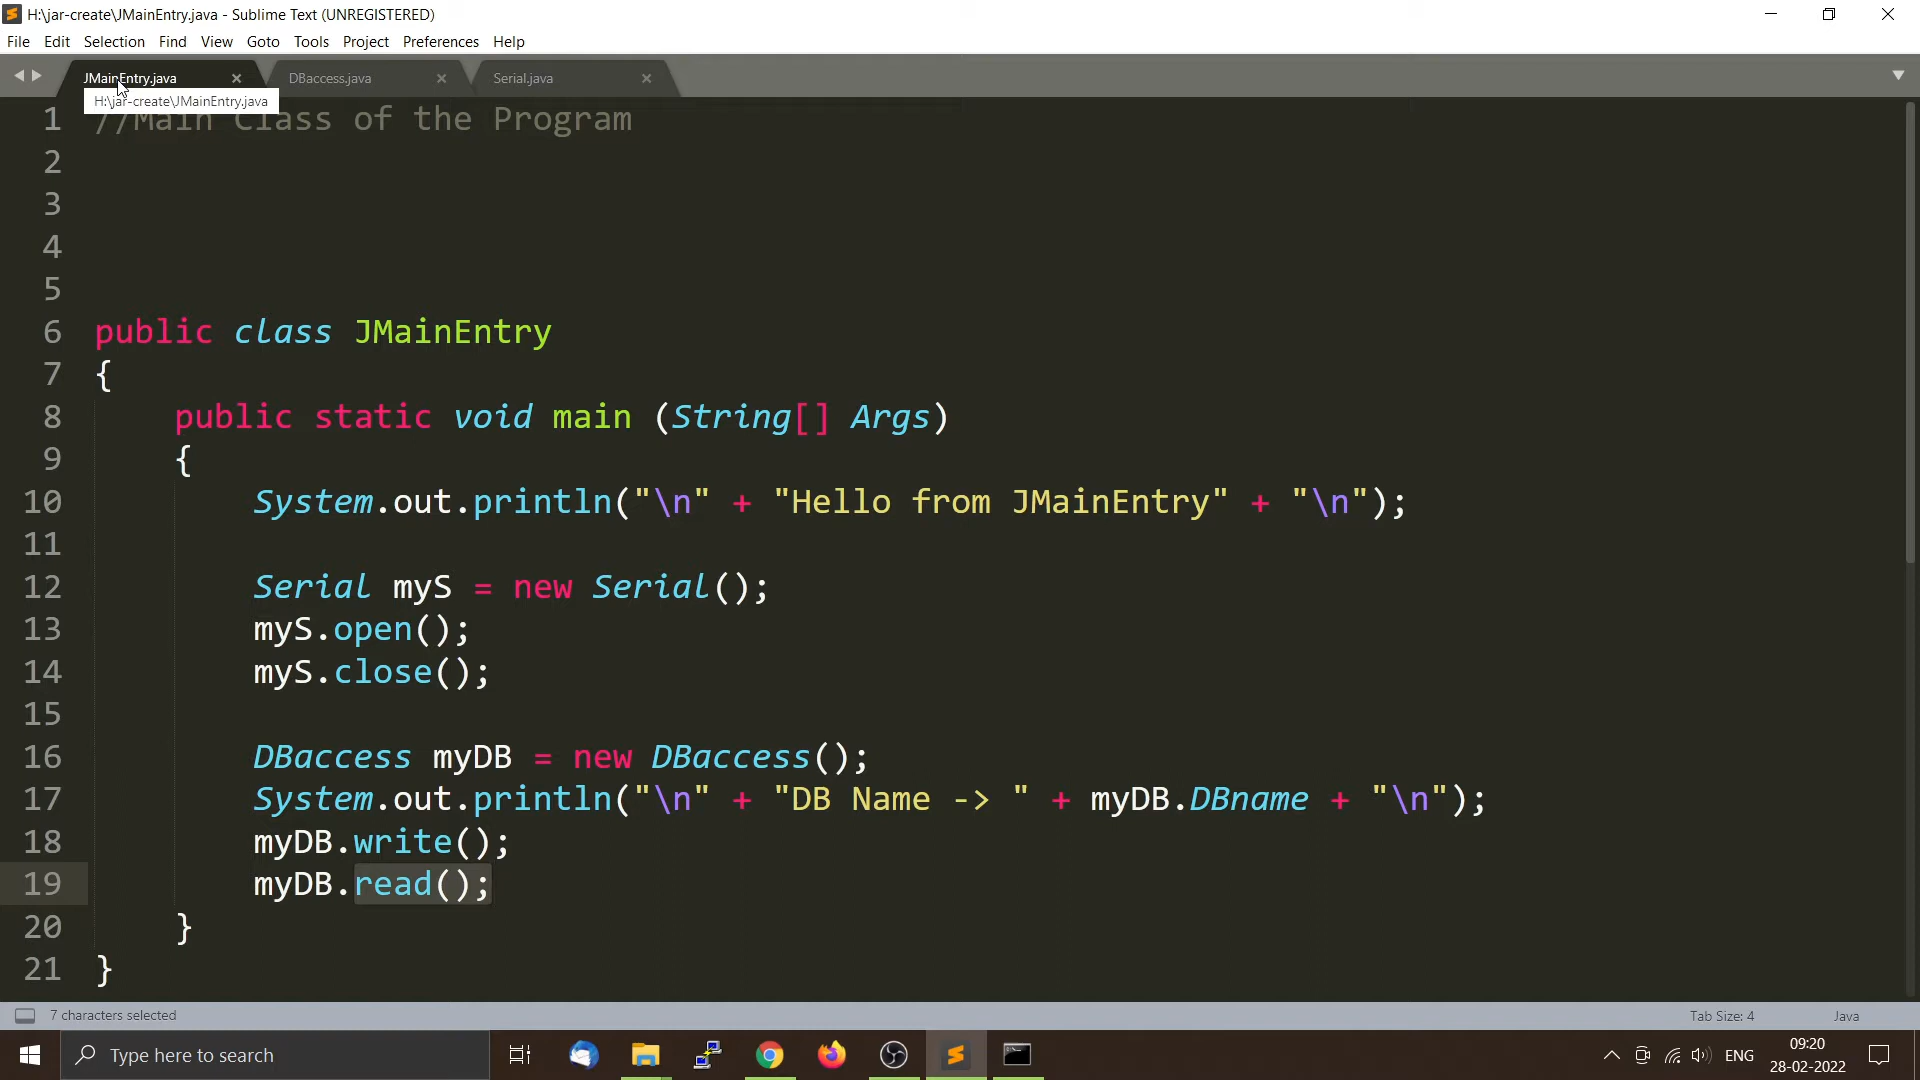 H:\jar-create\JMainEntry.java - Sublime Text (UNREGISTERED)
File Edit Selection Find View Goto Tools Project Preferences Help
JMainEntry.java × DBaccess.java × Serial.java ×
H:\jar-create\JMainEntry.java
1 //Main Class of the Program
2
3
4
5
6 public class JMainEntry
7 {
8 public static void main (String[] Args)
9 {
10 System.out.println("\n" + "Hello from JMainEntry" + "\n");
11
12 Serial myS = new Serial();
13 myS.open();
14 myS.close();
15
16 DBaccess myDB = new DBaccess();
17 System.out.println("\n" + "DB Name -> " + myDB.DBname + "\n");
18 myDB.write();
19 myDB.read();
20 }
21 }
7 characters selected Tab Size: 4 Java
Type here to search ENG 09:20
28-02-2022